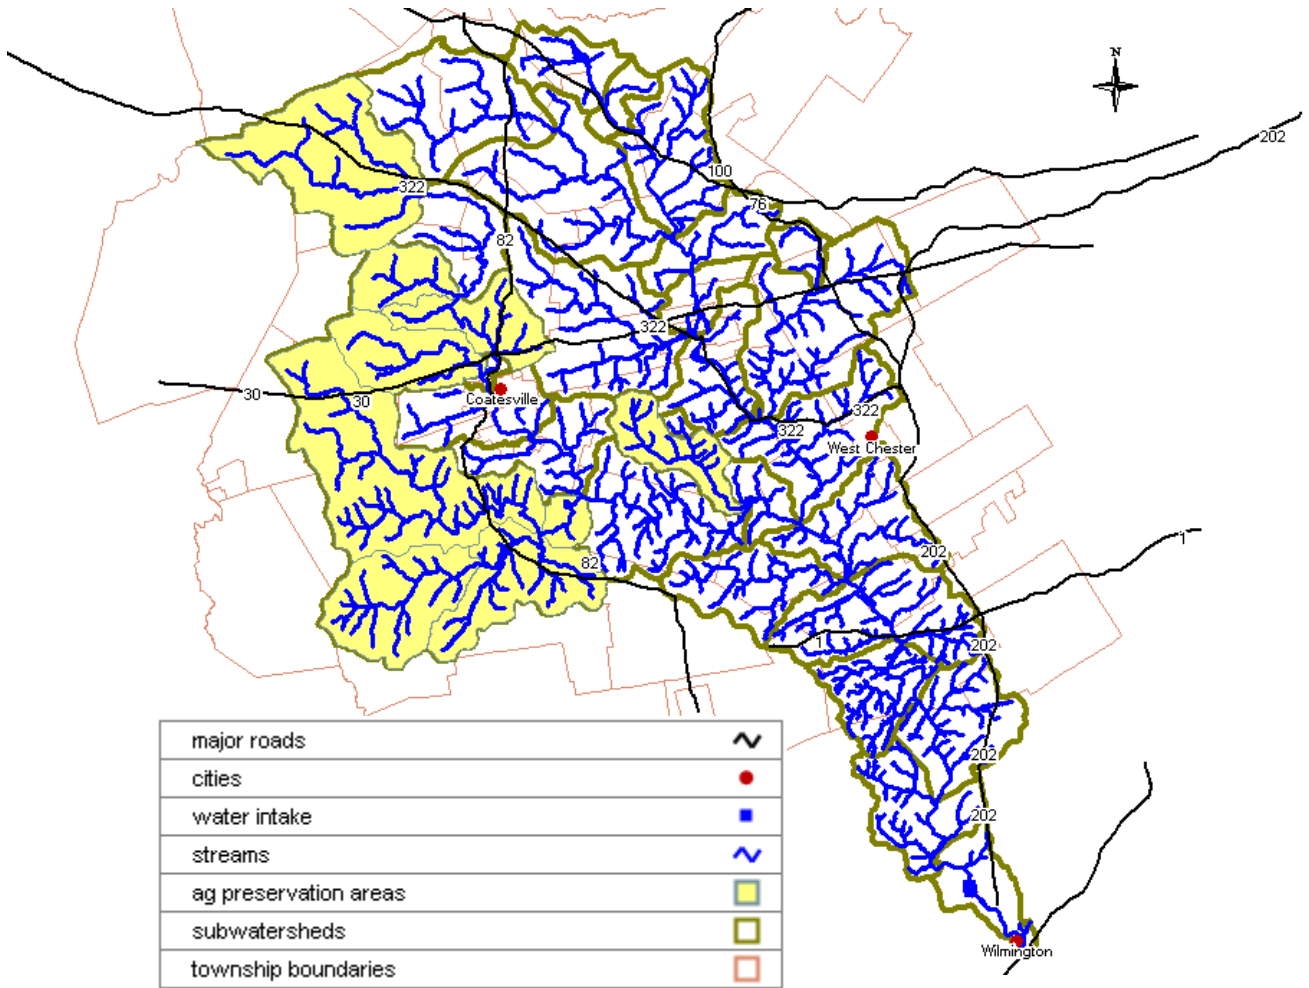 N
202
100
322
76
82
322
30
30
Coatesville
322
322
West Chester
202
1
82
1
202
202
202
Wilmington
major roads
cities
water intake
streams
ag preservation areas
subwatersheds
township boundaries